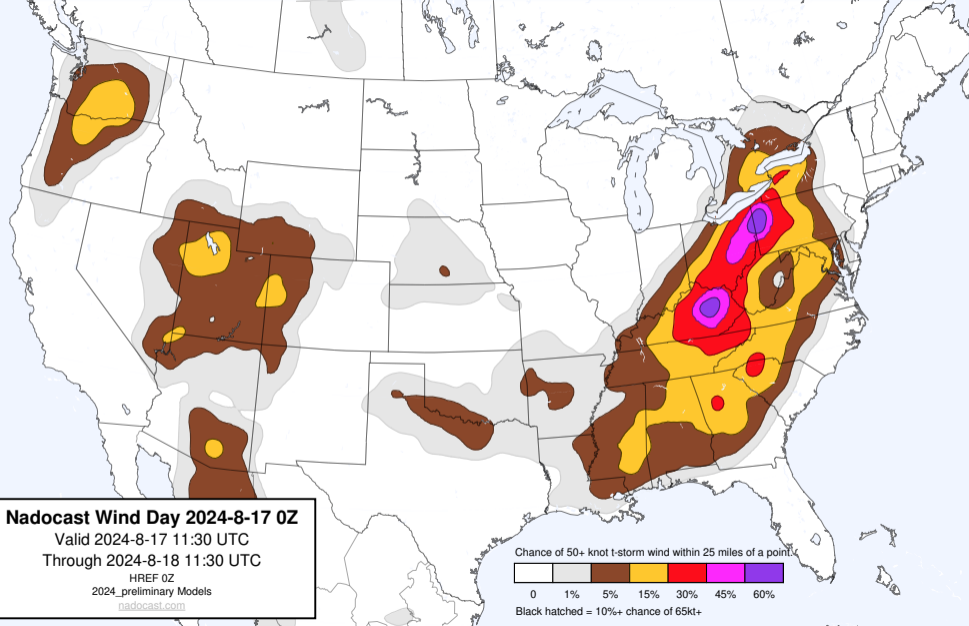 Nadocast Wind Day 2024-8-17 0Z
Valid 2024-8-17 11:30 UTC
Through 2024-8-18 11:30 UTC
HREF 0Z
2024_preliminary Models
nadocast.com
Chance of 50+ knot t-storm wind within 25 miles of a point.
0 1% 5% 15% 30% 45% 60%
Black hatched = 10%+ chance of 65kt+